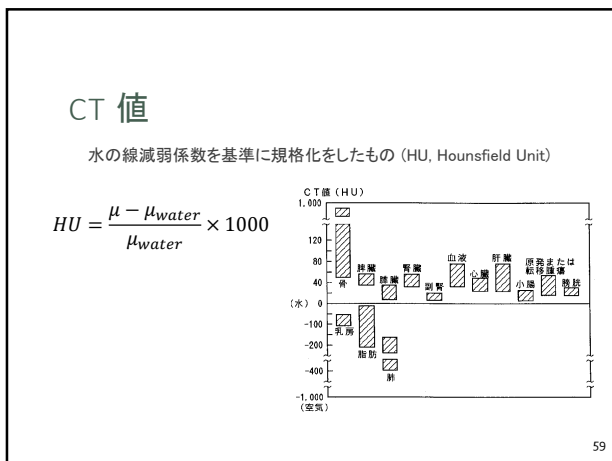 CT 値
水の線減弱係数を基準に規格化をしたもの (HU, Hounsfield Unit)
HU = (μ − μ_water) / μ_water × 1000
CT値(HU)
1,000
120
80
40
(水) 0
-100
-200
-400
-1,000
(空気)
骨
脾臓
膵臓
腎臓
副腎
血液
心臓
肝臓
小腸
原発または
転移腫瘍
膀胱
乳房
脂肪
肺
59